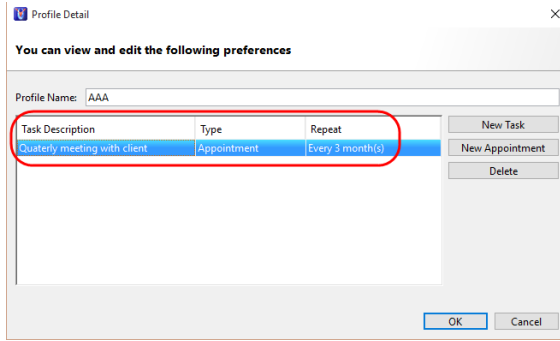 Profile Detail
You can view and edit the following preferences
Profile Name: AAA
Task Description Type Repeat
Quaterly meeting with client Appointment Every 3 month(s)
New Task
New Appointment
Delete
OK Cancel